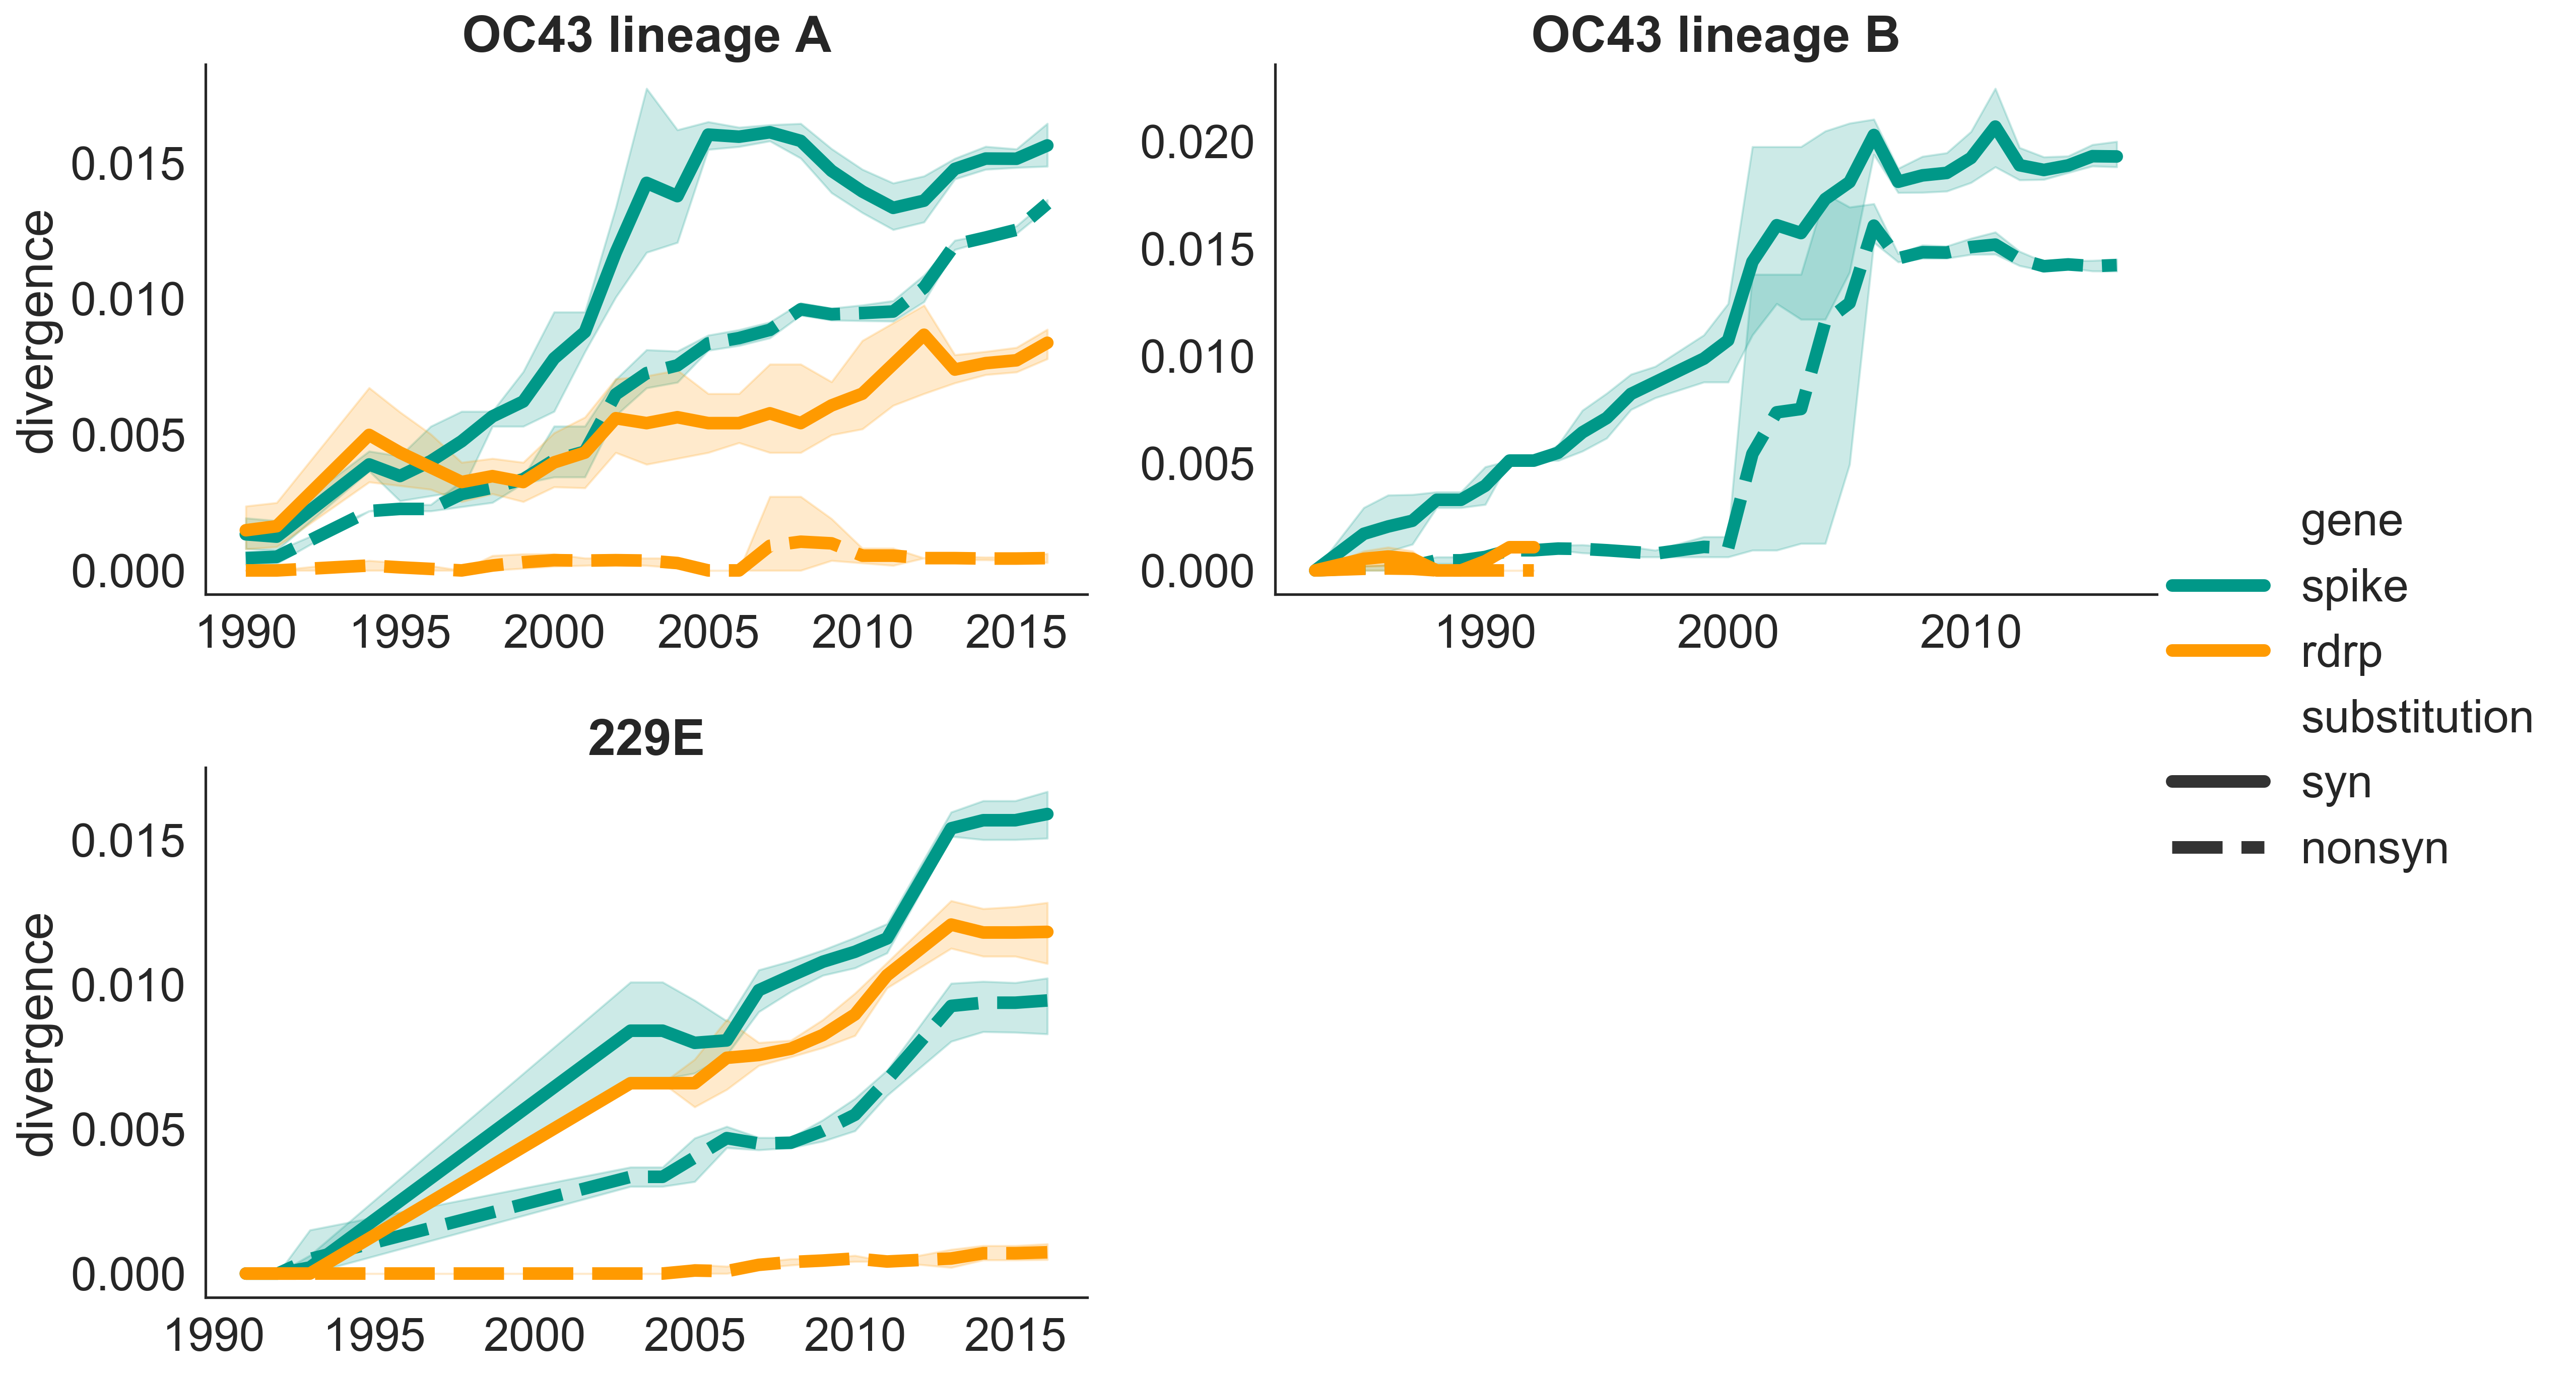 OC43 lineage A
OC43 lineage B
divergence
0.015
0.010
0.005
0.000
1990 1995 2000 2005 2010 2015
0.020
0.015
0.010
0.005
0.000
1990 2000 2010
gene
spike
rdrp
substitution
syn
nonsyn
229E
divergence
0.015
0.010
0.005
0.000
1990 1995 2000 2005 2010 2015